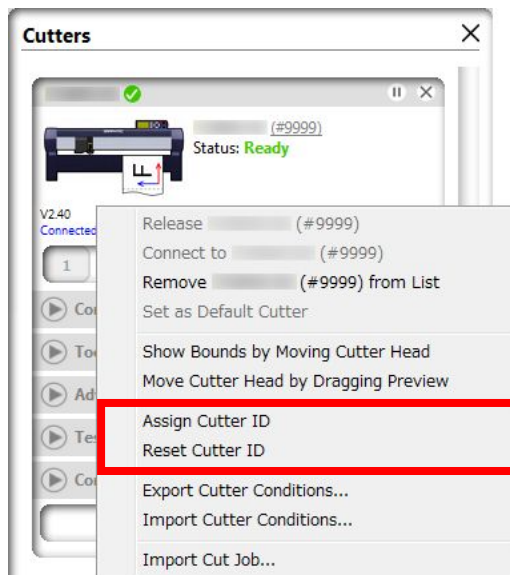 Cutters
(#9999)
Status: Ready
V2.40
Connected
1
Release (#9999)
Connect to (#9999)
Remove (#9999) from List
Set as Default Cutter
Show Bounds by Moving Cutter Head
Move Cutter Head by Dragging Preview
Assign Cutter ID
Reset Cutter ID
Export Cutter Conditions...
Import Cutter Conditions...
Import Cut Job...